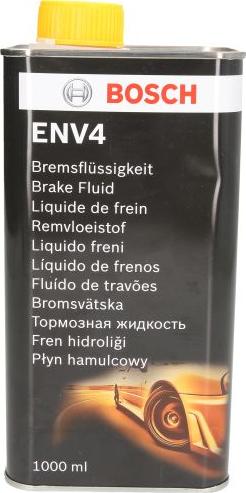 BOSCH
ENV4
Bremsflüssigkeit
Brake Fluid
Liquide de frein
Remvloeistof
Liquido freni
Líquido de frenos
Fluído de travões
Bromsvätska
Тормозная жидкость
Fren hidroliği
Płyn hamulcowy
1000 ml